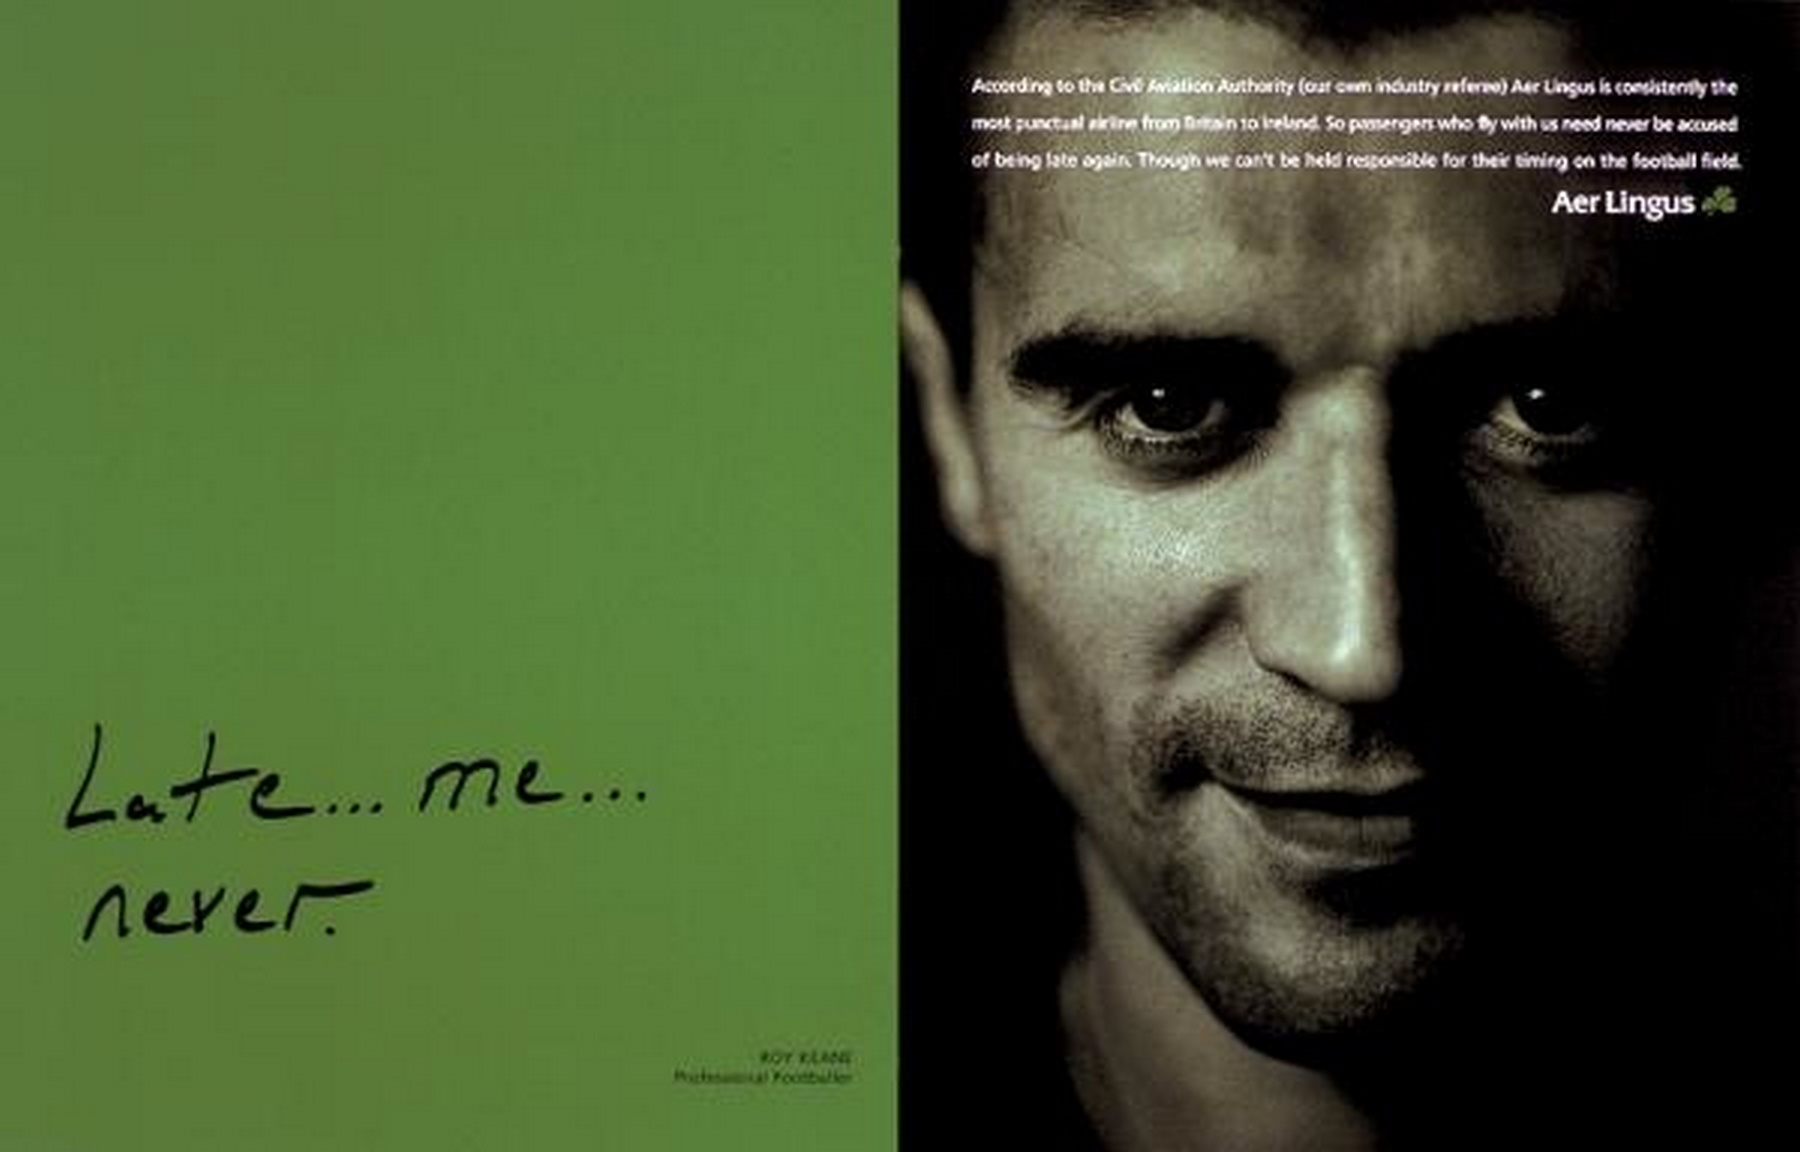 Late... me...
never.
ROY KEANE
Professional Footballer
According to the Civil Aviation Authority (our own industry referee) Aer Lingus is consistently the
most punctual airline from Britain to Ireland. So passengers who fly with us need never be accused
of being late again. Though we can't be held responsible for their timing on the football field.
Aer Lingus